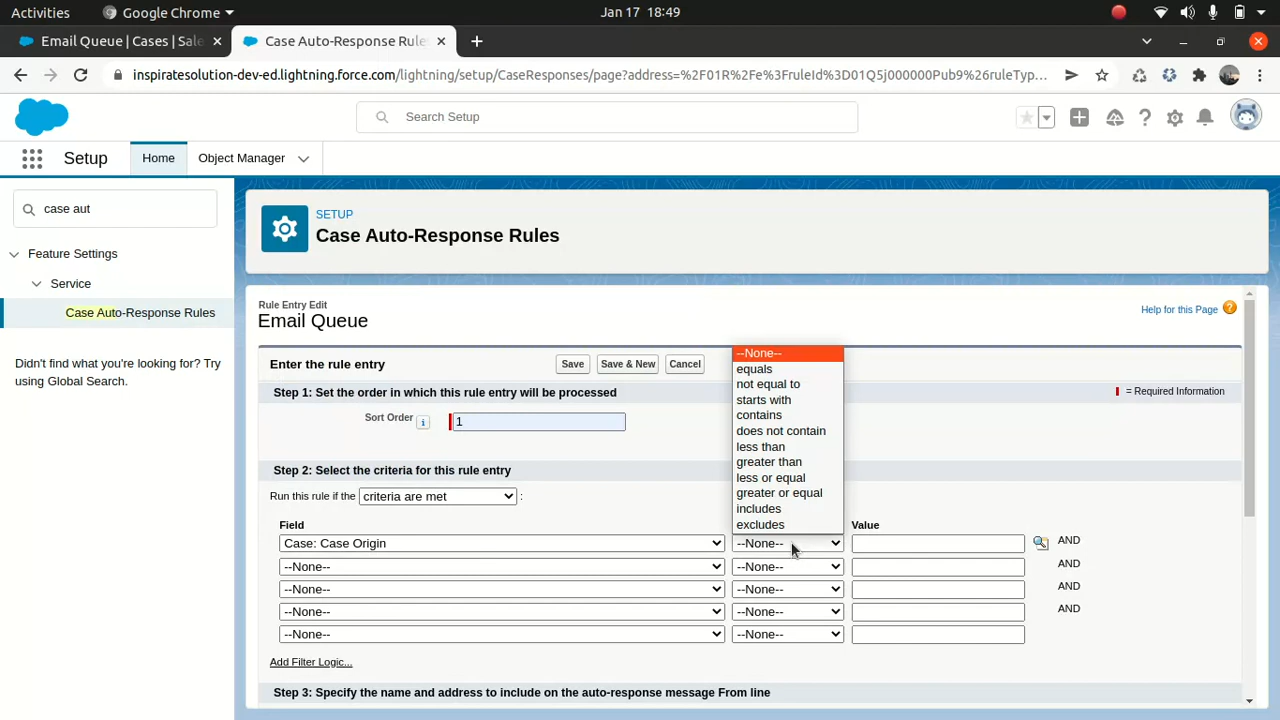 Activities
Google Chrome
Jan 17 18:49
Email Queue | Cases | Sale
Case Auto-Response Rule
inspiratesolution-dev-ed.lightning.force.com/lightning/setup/CaseResponses/page?address=%2F01R%2Fe%3FruleId%3D01Q5j000000Pub9%26ruleTyp...
Search Setup
Setup
Home
Object Manager
case aut
Feature Settings
Service
Case Auto-Response Rules
Didn't find what you're looking for? Try
using Global Search.
SETUP
Case Auto-Response Rules
Rule Entry Edit
Email Queue
Help for this Page
Enter the rule entry
Save
Save & New
Cancel
Step 1: Set the order in which this rule entry will be processed
= Required Information
Sort Order
1
Step 2: Select the criteria for this rule entry
Run this rule if the criteria are met :
--None--
equals
not equal to
starts with
contains
does not contain
less than
greater than
less or equal
greater or equal
includes
excludes
Field
Value
Case: Case Origin --None-- AND
--None-- --None-- AND
--None-- --None-- AND
--None-- --None-- AND
--None-- --None--
Add Filter Logic...
Step 3: Specify the name and address to include on the auto-response message From line